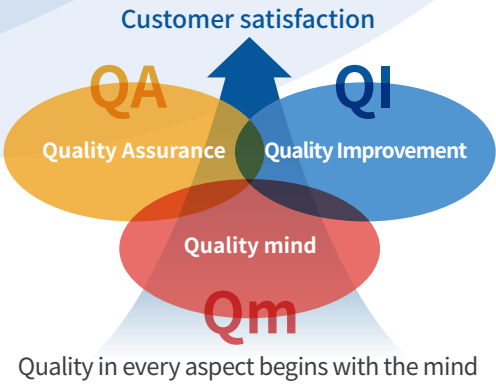 Customer satisfaction
QA
QI
Quality Assurance
Quality Improvement
Quality mind
Qm
Quality in every aspect begins with the mind